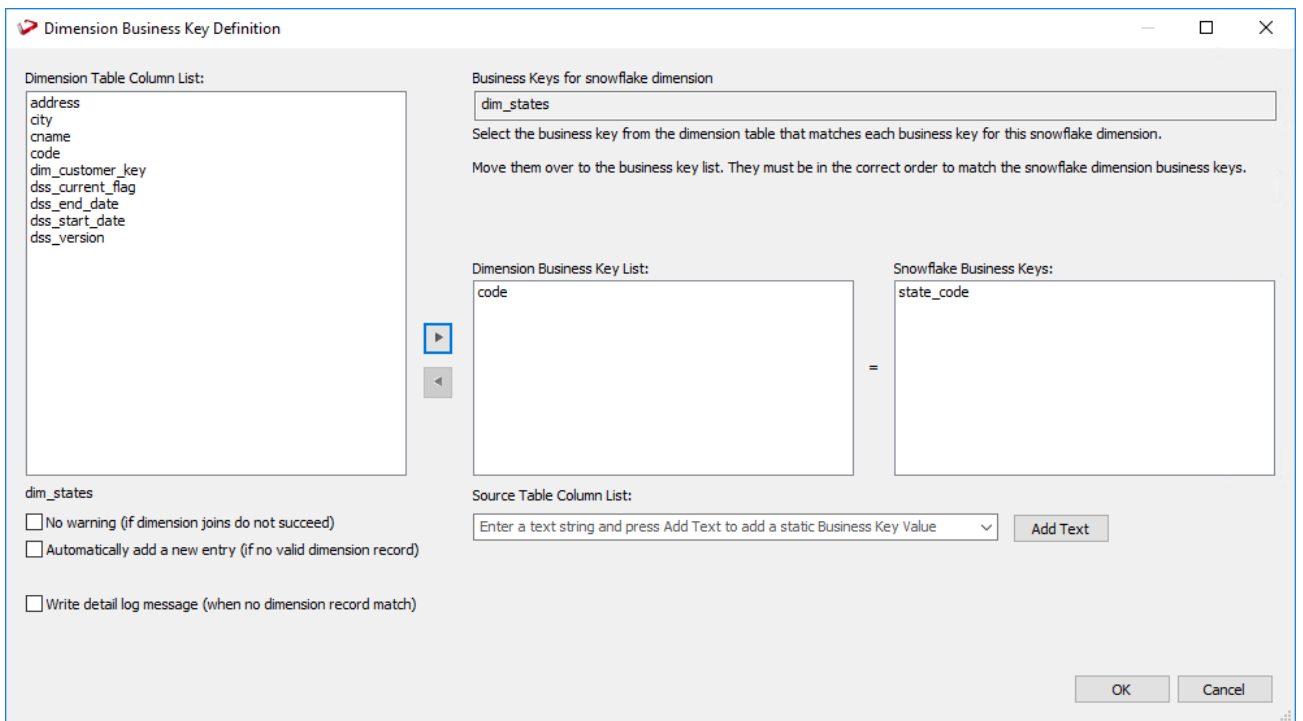 Dimension Business Key Definition
Dimension Table Column List:
address
city
cname
code
dim_customer_key
dss_current_flag
dss_end_date
dss_start_date
dss_version
Business Keys for snowflake dimension
dim_states
Select the business key from the dimension table that matches each business key for this snowflake dimension.
Move them over to the business key list. They must be in the correct order to match the snowflake dimension business keys.
Dimension Business Key List:
code
=
Snowflake Business Keys:
state_code
dim_states
No warning (if dimension joins do not succeed)
Automatically add a new entry (if no valid dimension record)
Write detail log message (when no dimension record match)
Source Table Column List:
Enter a text string and press Add Text to add a static Business Key Value
Add Text
OK
Cancel